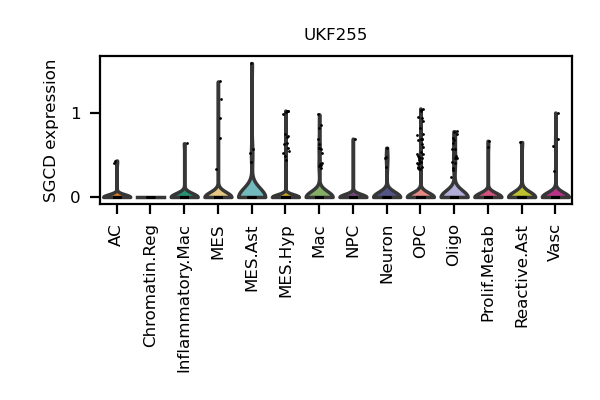 UKF255
SGCD expression
1
0
AC
Chromatin.Reg
Inflammatory.Mac
MES
MES.Ast
MES.Hyp
Mac
NPC
Neuron
OPC
Oligo
Prolif.Metab
Reactive.Ast
Vasc